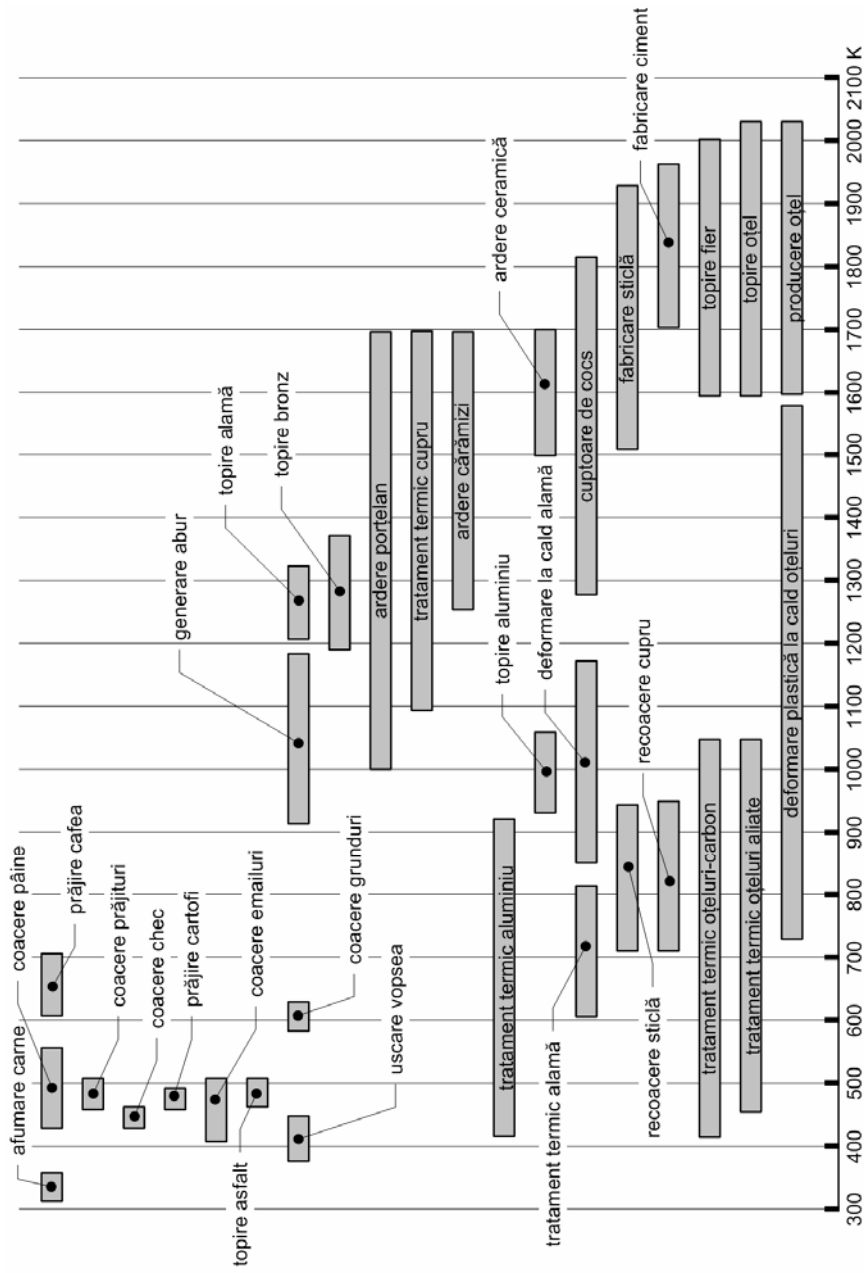 afumare carne
coacere pâine
prăjire cafea
coacere prăjituri
coacere chec
prăjire cartofi
coacere emailuri
topire asfalt
coacere grunduri
uscare vopsea
generare abur
topire alamă
topire bronz
ardere porțelan
tratament termic cupru
ardere cărămizi
tratament termic aluminiu
topire aluminiu
ardere ceramică
tratament termic alamă
deformare la cald alamă
cuptoare de cocs
recoacere sticlă
fabricare sticlă
recoacere cupru
fabricare ciment
tratament termic oțeluri-carbon
topire fier
tratament termic oțeluri aliate
topire oțel
deformare plastică la cald oțeluri
producere oțel
300 400 500 600 700 800 900 1000 1100 1200 1300 1400 1500 1600 1700 1800 1900 2000 2100 K